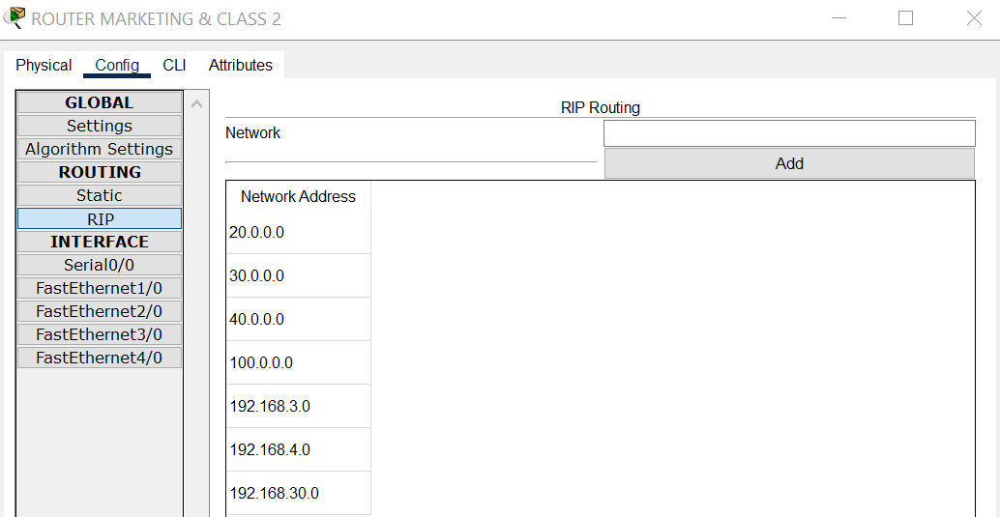 ROUTER MARKETING & CLASS 2
Physical Config CLI Attributes
GLOBAL
Settings
Algorithm Settings
ROUTING
Static
RIP
INTERFACE
Serial0/0
FastEthernet1/0
FastEthernet2/0
FastEthernet3/0
FastEthernet4/0
RIP Routing
Network
Add
Network Address
20.0.0.0
30.0.0.0
40.0.0.0
100.0.0.0
192.168.3.0
192.168.4.0
192.168.30.0